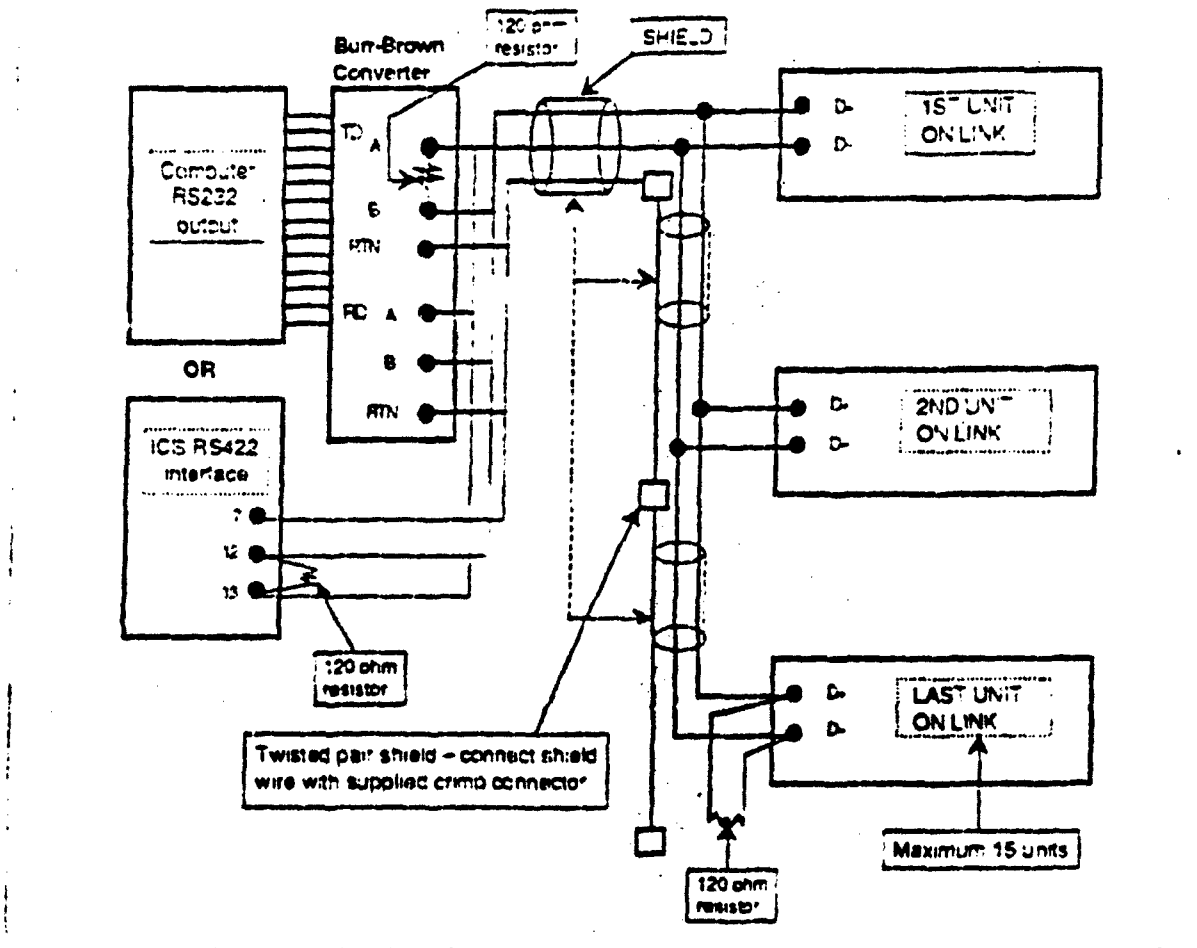 120 ohm
resistor
SHIELD
Burr-Brown
Converter
Computer
RS232
output
TD
A
B
RTN
RD
A
B
RTN
1ST UNIT
ON LINK
D+
D-
OR
ICS RS422
interface
7
12
13
2ND UNIT
ON LINK
D+
D-
120 ohm
resistor
Twisted pair shield – connect shield
wire with supplied crimp connector
LAST UNIT
ON LINK
D+
D-
Maximum 15 units
120 ohm
resistor